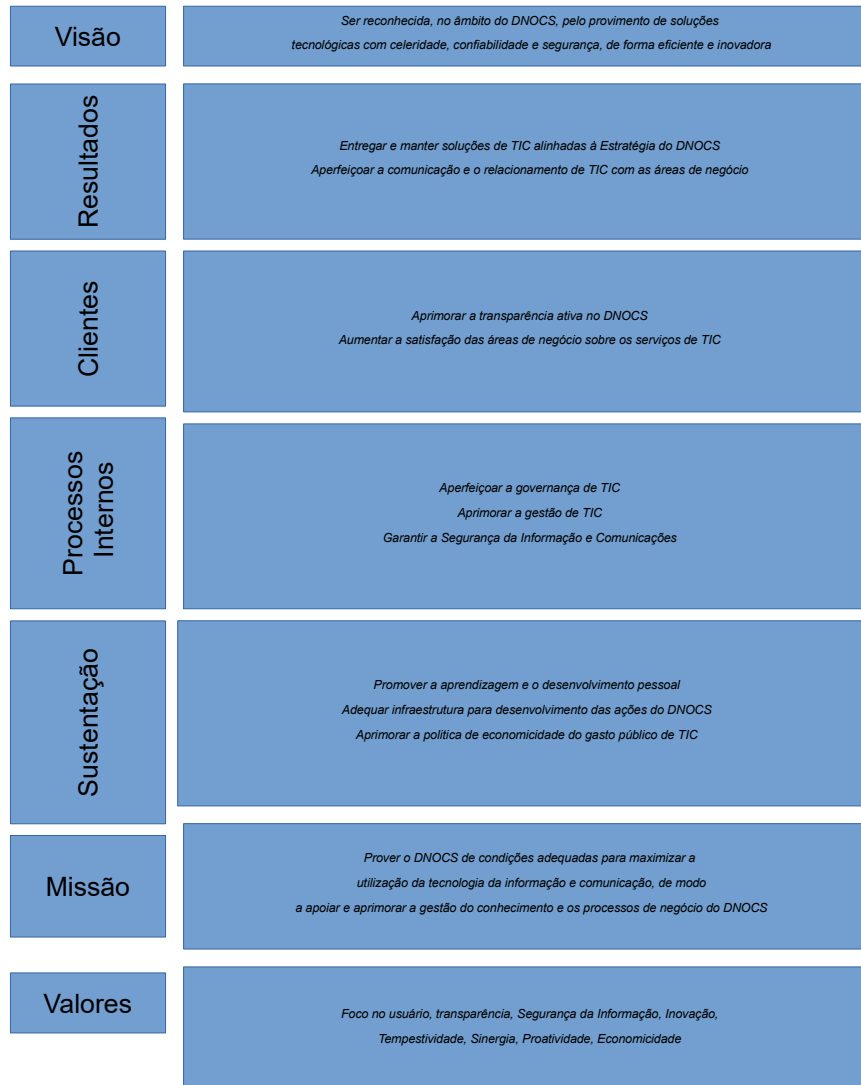 Visão
Ser reconhecida, no âmbito do DNOCS, pelo provimento de soluções
tecnológicas com celeridade, confiabilidade e segurança, de forma eficiente e inovadora
Resultados
Entregar e manter soluções de TIC alinhadas à Estratégia do DNOCS
Aperfeiçoar a comunicação e o relacionamento de TIC com as áreas de negócio
Clientes
Aprimorar a transparência ativa no DNOCS
Aumentar a satisfação das áreas de negócio sobre os serviços de TIC
Processos
Internos
Aperfeiçoar a governança de TIC
Aprimorar a gestão de TIC
Garantir a Segurança da Informação e Comunicações
Sustentação
Promover a aprendizagem e o desenvolvimento pessoal
Adequar infraestrutura para desenvolvimento das ações do DNOCS
Aprimorar a política de economicidade do gasto público de TIC
Missão
Prover o DNOCS de condições adequadas para maximizar a
utilização da tecnologia da informação e comunicação, de modo
a apoiar e aprimorar a gestão do conhecimento e os processos de negócio do DNOCS
Valores
Foco no usuário, transparência, Segurança da Informação, Inovação,
Tempestividade, Sinergia, Proatividade, Economicidade